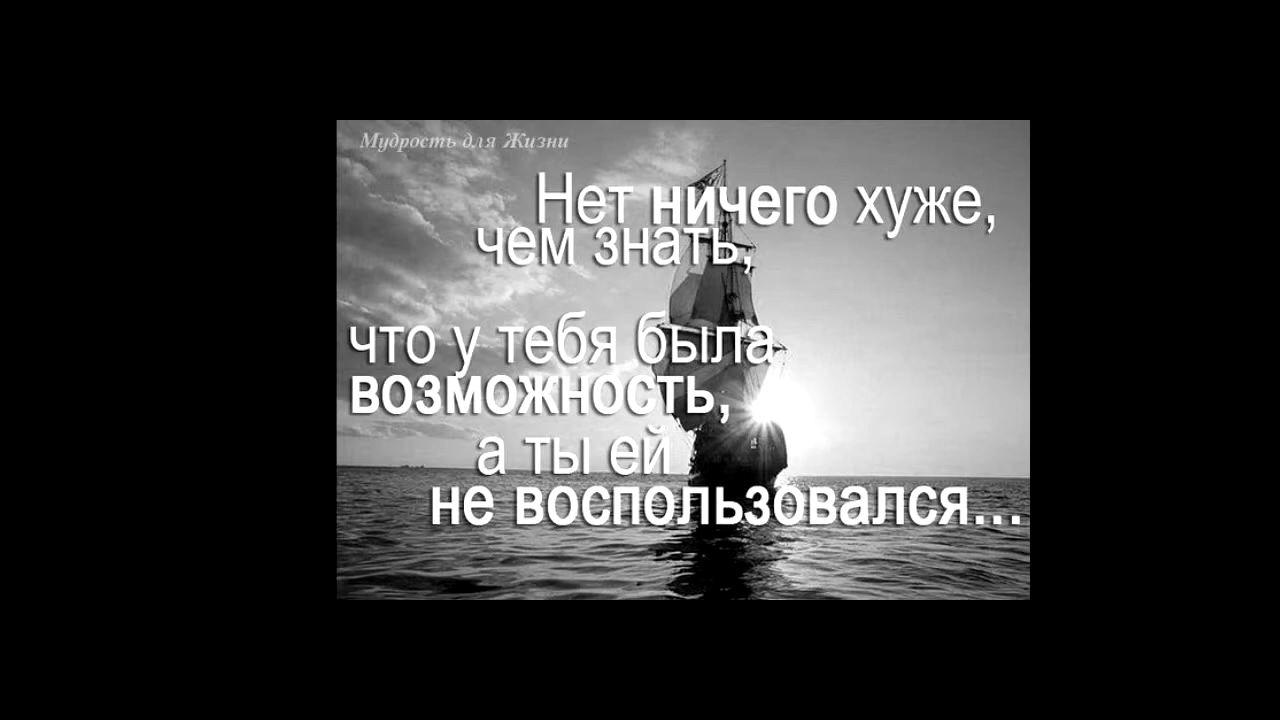 Мудрость для Жизни
Нет ничего хуже,
чем знать,
что у тебя была
возможность,
а ты ей
не воспользовался...